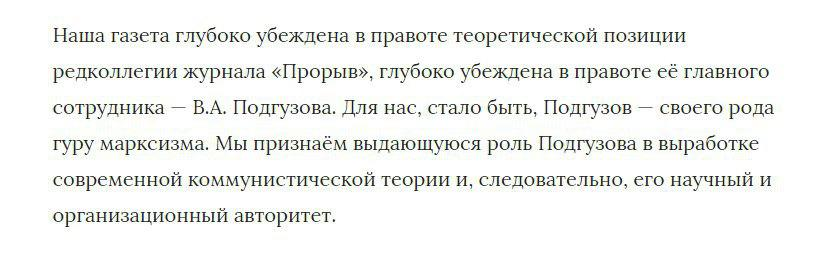 Наша газета глубоко убеждена в правоте теоретической позиции
редколлегии журнала «Прорыв», глубоко убеждена в правоте её главного
сотрудника — В.А. Подгузова. Для нас, стало быть, Подгузов — своего рода
гуру марксизма. Мы признаём выдающуюся роль Подгузова в выработке
современной коммунистической теории и, следовательно, его научный и
организационный авторитет.